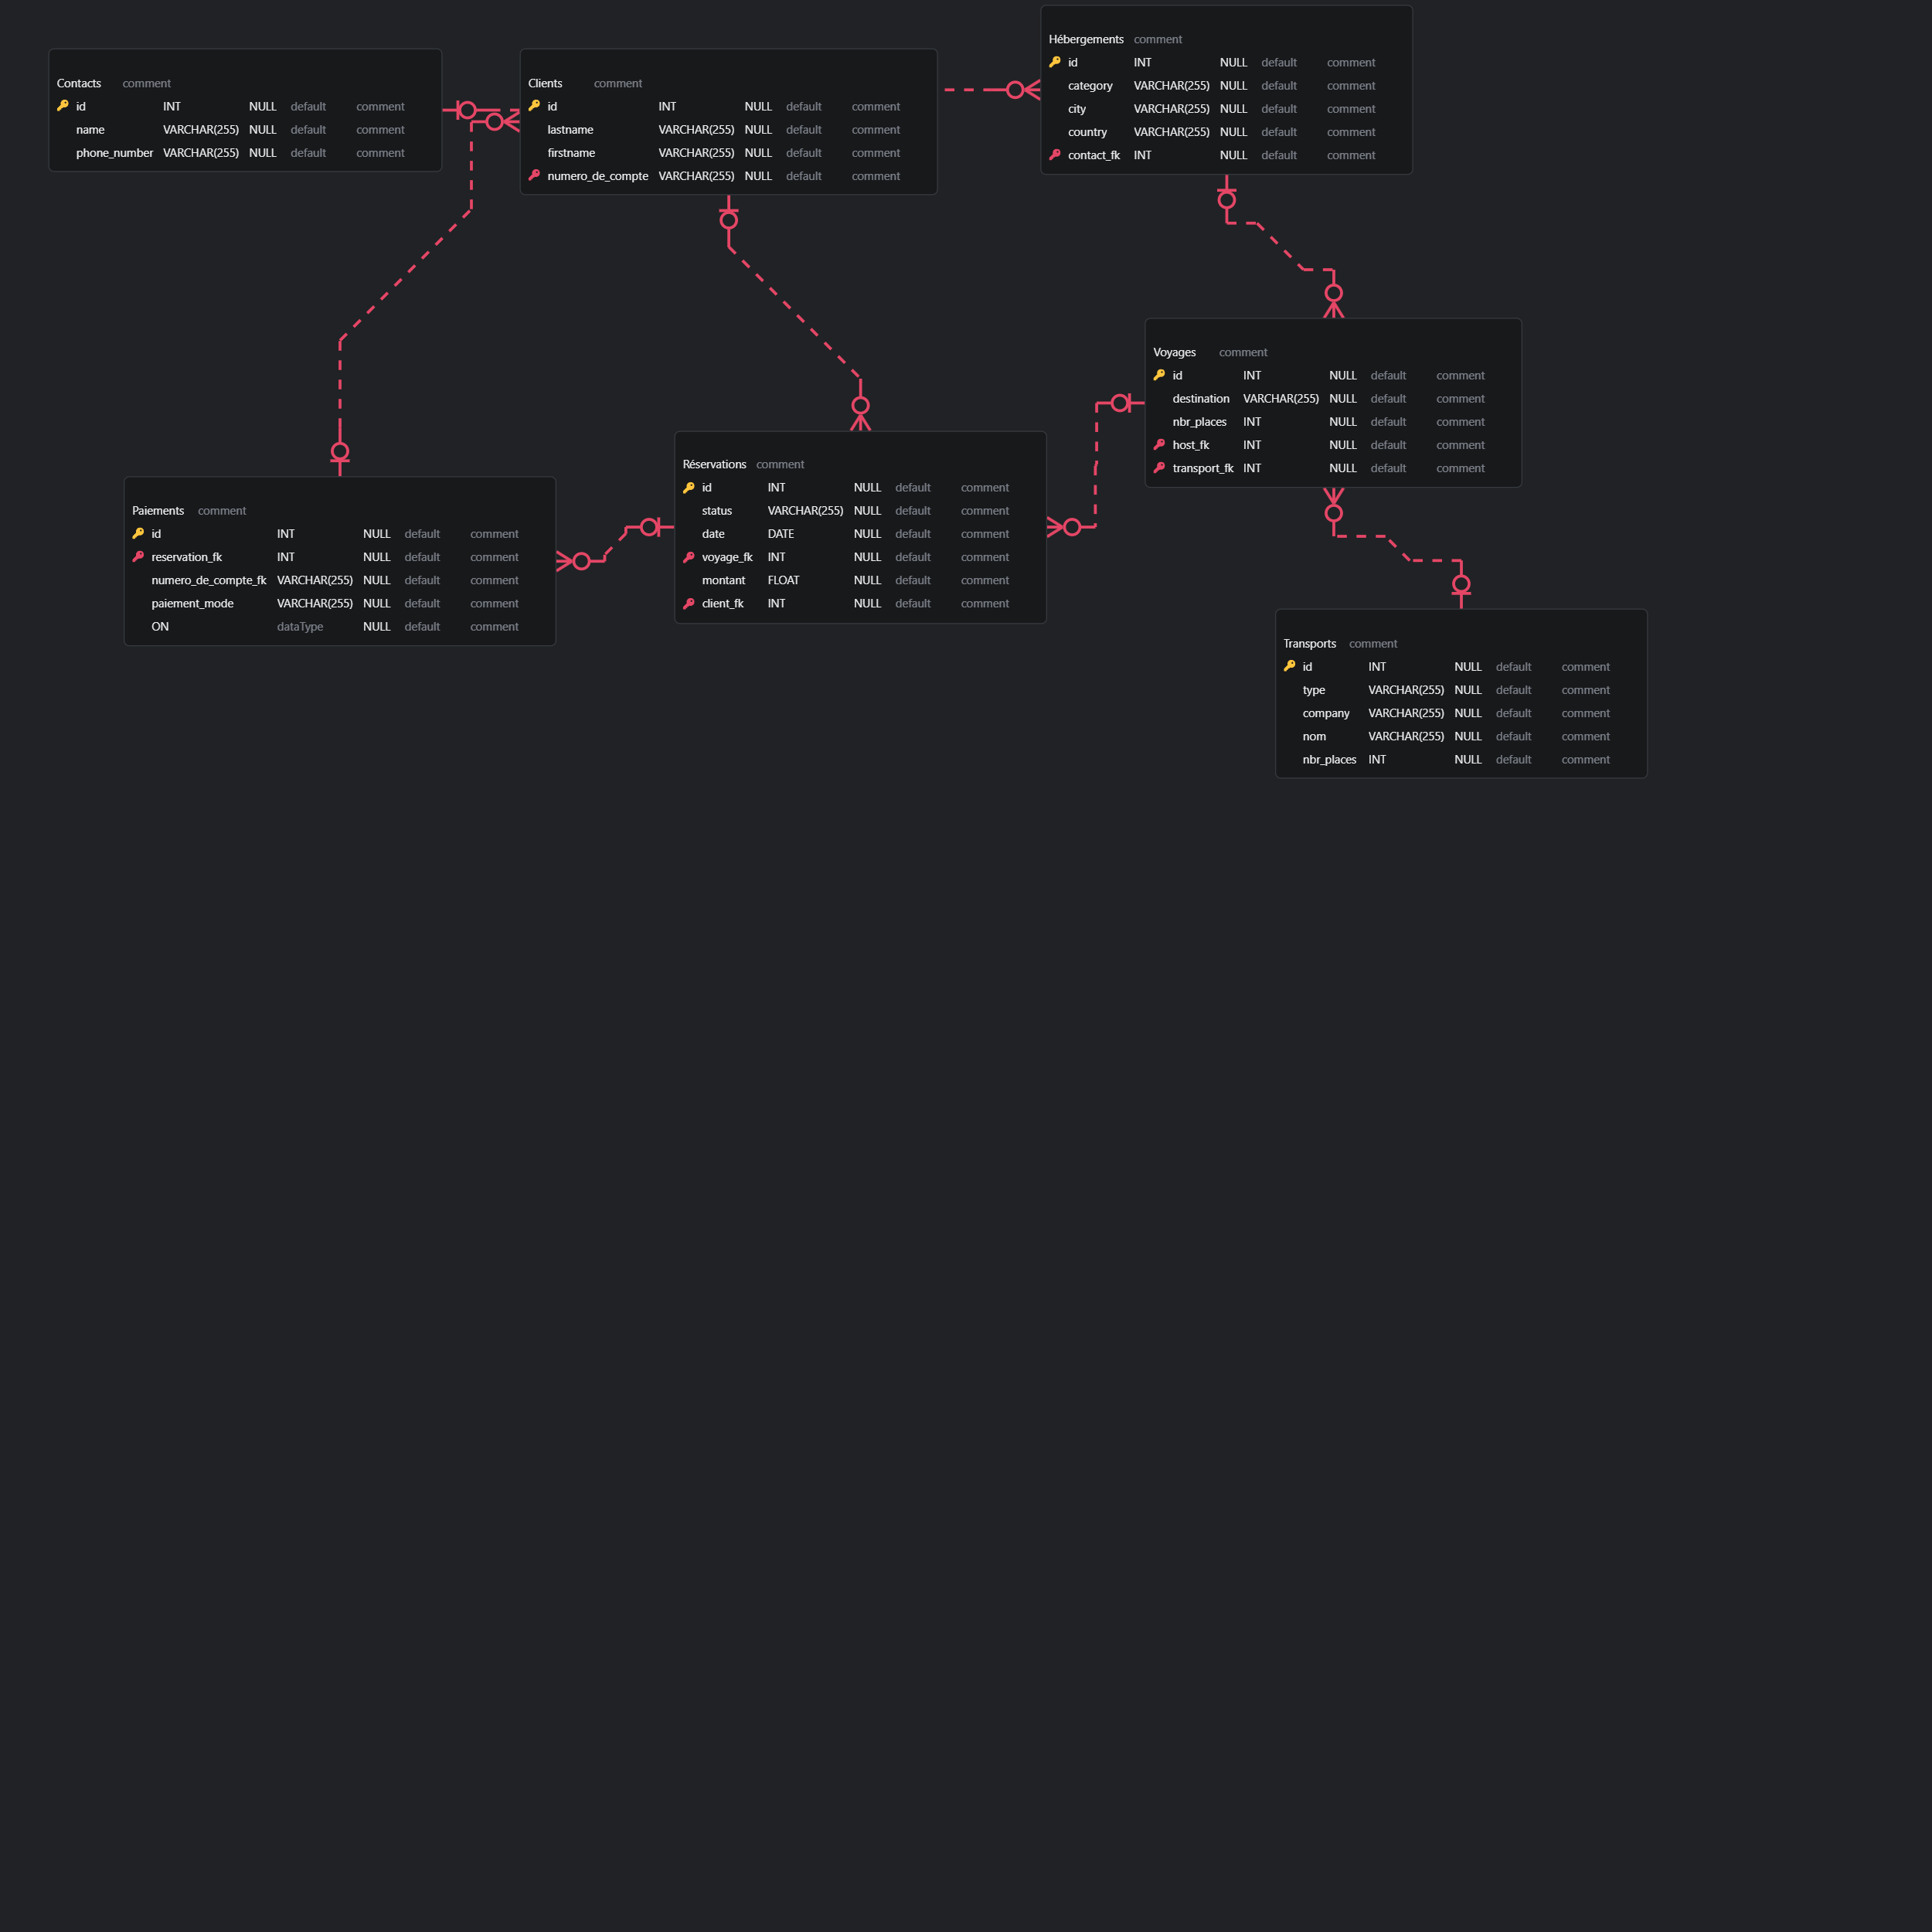 Contacts comment
id INT NULL default comment
name VARCHAR(255) NULL default comment
phone_number VARCHAR(255) NULL default comment
Clients comment
id INT NULL default comment
lastname VARCHAR(255) NULL default comment
firstname VARCHAR(255) NULL default comment
numero_de_compte VARCHAR(255) NULL default comment
Hébergements comment
id INT NULL default comment
category VARCHAR(255) NULL default comment
city VARCHAR(255) NULL default comment
country VARCHAR(255) NULL default comment
contact_fk INT NULL default comment
Voyages comment
id INT NULL default comment
destination VARCHAR(255) NULL default comment
nbr_places INT NULL default comment
host_fk INT NULL default comment
transport_fk INT NULL default comment
Réservations comment
id INT NULL default comment
status VARCHAR(255) NULL default comment
date DATE NULL default comment
voyage_fk INT NULL default comment
montant FLOAT NULL default comment
client_fk INT NULL default comment
Paiements comment
id INT NULL default comment
reservation_fk INT NULL default comment
numero_de_compte_fk VARCHAR(255) NULL default comment
paiement_mode VARCHAR(255) NULL default comment
ON dataType NULL default comment
Transports comment
id INT NULL default comment
type VARCHAR(255) NULL default comment
company VARCHAR(255) NULL default comment
nom VARCHAR(255) NULL default comment
nbr_places INT NULL default comment